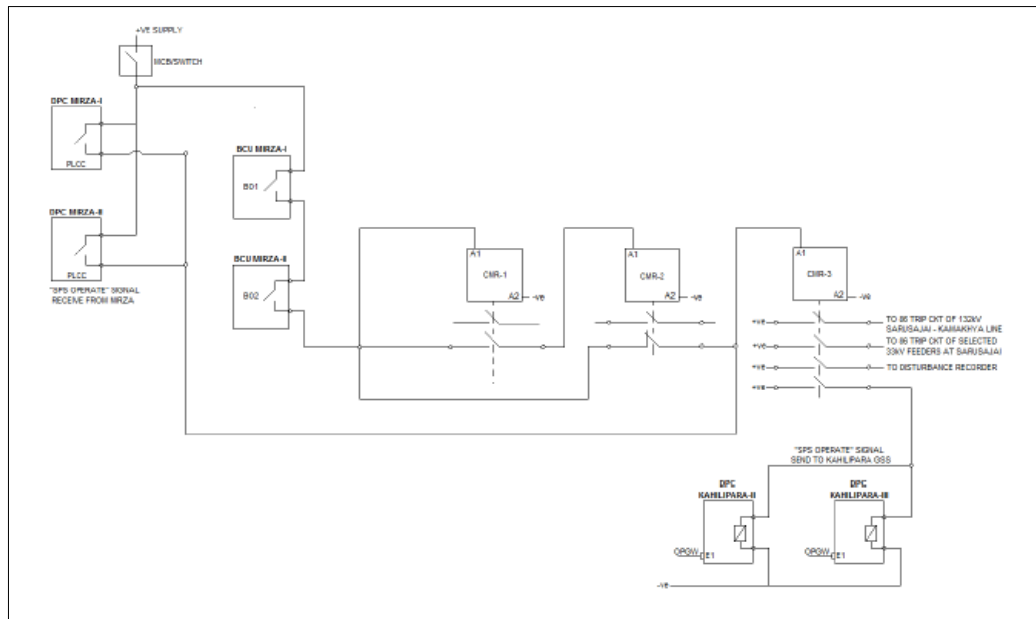 +VE SUPPLY
MCB/SWITCH
DPC MIRZA-I
PLCC
DPC MIRZA-II
PLCC
"SPS OPERATE" SIGNAL
RECEIVE FROM MIRZA
BCU MIRZA-I
BO1
BCU MIRZA-II
BO2
A1
CMR-1
A2
-ve
A1
CMR-2
A2
-ve
A1
CMR-3
A2
-ve
+ve
TO 86 TRIP CKT OF 132kV
SARUSAJAI - KAMAKHYA LINE
+ve
TO 86 TRIP CKT OF SELECTED
33kV FEEDERS AT SARUSAJAI
+ve
TO DISTURBANCE RECORDER
+ve
"SPS OPERATE" SIGNAL
SEND TO KAHILIPARA GSS
DPC
KAHILIPARA-II
OPGW
E1
DPC
KAHILIPARA-III
OPGW
E1
-ve